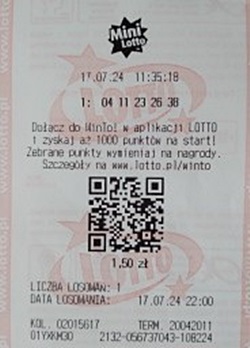 Mini
Lotto
17.07.24 11:35:18
1: 04 11 23 26 38
Dołącz do WinTo! w aplikacji LOTTO
i zyskaj aż 1000 punktów na start!
Zebrane punkty wymieniaj na nagrody.
Szczegóły na www.lotto.pl/winto
1,50 zł
LICZBA LOSOWAŃ: 1
DATA LOSOWANIA: 17.07.24 22:00
KOL. 02015617 TERM. 20042011
01YXKM30 2132-056737043-108224